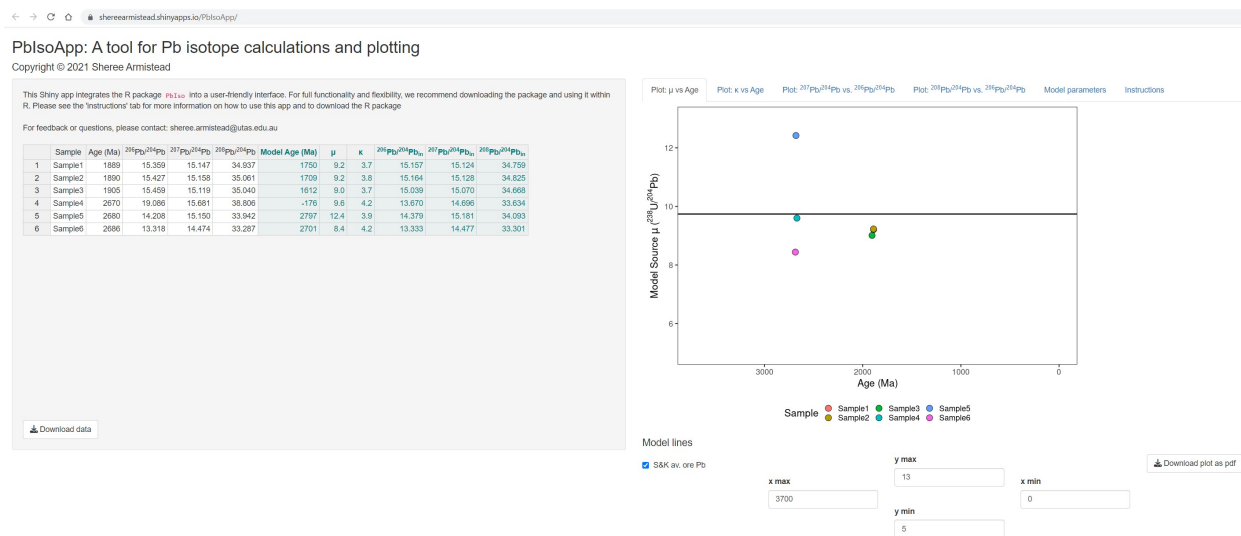 shereearmistead.shinyapps.io/PbIsoApp/
PbIsoApp: A tool for Pb isotope calculations and plotting
Copyright © 2021 Sheree Armistead
This Shiny app integrates the R package PbIso into a user-friendly interface. For full functionality and flexibility, we recommend downloading the package and using it within
R. Please see the 'Instructions' tab for more information on how to use this app and to download the R package
For feedback or questions, please contact: sheree.armistead@utas.edu.au
Sample Age (Ma) ²⁰⁶Pb/²⁰⁴Pb ²⁰⁷Pb/²⁰⁴Pb ²⁰⁸Pb/²⁰⁴Pb Model Age (Ma) μ κ ²⁰⁶Pb/²⁰⁴Pbᵢₙ ²⁰⁷Pb/²⁰⁴Pbᵢₙ ²⁰⁸Pb/²⁰⁴Pbᵢₙ
1 Sample1 1889 15.359 15.147 34.937 1750 9.2 3.7 15.157 15.124 34.759
2 Sample2 1890 15.427 15.158 35.061 1709 9.2 3.8 15.164 15.128 34.825
3 Sample3 1905 15.459 15.119 35.040 1612 9.0 3.7 15.039 15.070 34.668
4 Sample4 2670 19.086 15.681 38.806 -176 9.6 4.2 13.670 14.696 33.634
5 Sample5 2680 14.208 15.150 33.942 2797 12.4 3.9 14.379 15.181 34.093
6 Sample6 2686 13.318 14.474 33.287 2701 8.4 4.2 13.333 14.477 33.301
Download data
Plot: μ vs Age Plot: κ vs Age Plot: ²⁰⁷Pb/²⁰⁴Pb vs. ²⁰⁶Pb/²⁰⁴Pb Plot: ²⁰⁸Pb/²⁰⁴Pb vs. ²⁰⁶Pb/²⁰⁴Pb Model parameters Instructions
Model Source μ (²³⁸U/²⁰⁴Pb)
12
10
8
6
3000 2000 1000 0
Age (Ma)
Sample Sample1 Sample3 Sample5
Sample2 Sample4 Sample6
Model lines
S&K av. ore Pb
y max
13
Download plot as pdf
x max
3700
x min
0
y min
5